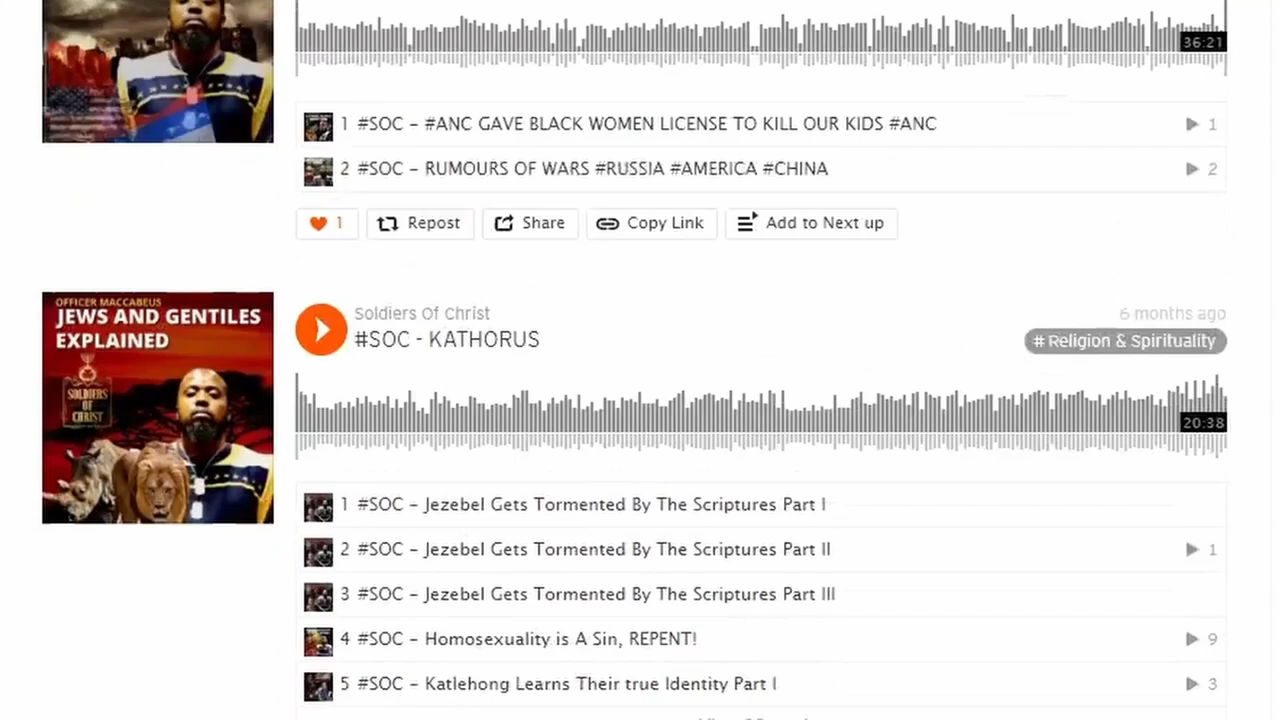 36:21
1 #SOC - #ANC GAVE BLACK WOMEN LICENSE TO KILL OUR KIDS #ANC
1
2 #SOC - RUMOURS OF WARS #RUSSIA #AMERICA #CHINA
2
1
Repost
Share
Copy Link
Add to Next up
OFFICER MACCABEUS
JEWS AND GENTILES
EXPLAINED
SOLDIERS
OF
CHRIST
Soldiers Of Christ
6 months ago
#SOC - KATHORUS
# Religion & Spirituality
20:38
1 #SOC - Jezebel Gets Tormented By The Scriptures Part I
2 #SOC - Jezebel Gets Tormented By The Scriptures Part II
1
3 #SOC - Jezebel Gets Tormented By The Scriptures Part III
4 #SOC - Homosexuality is A Sin, REPENT!
9
5 #SOC - Katlehong Learns Their true Identity Part I
3